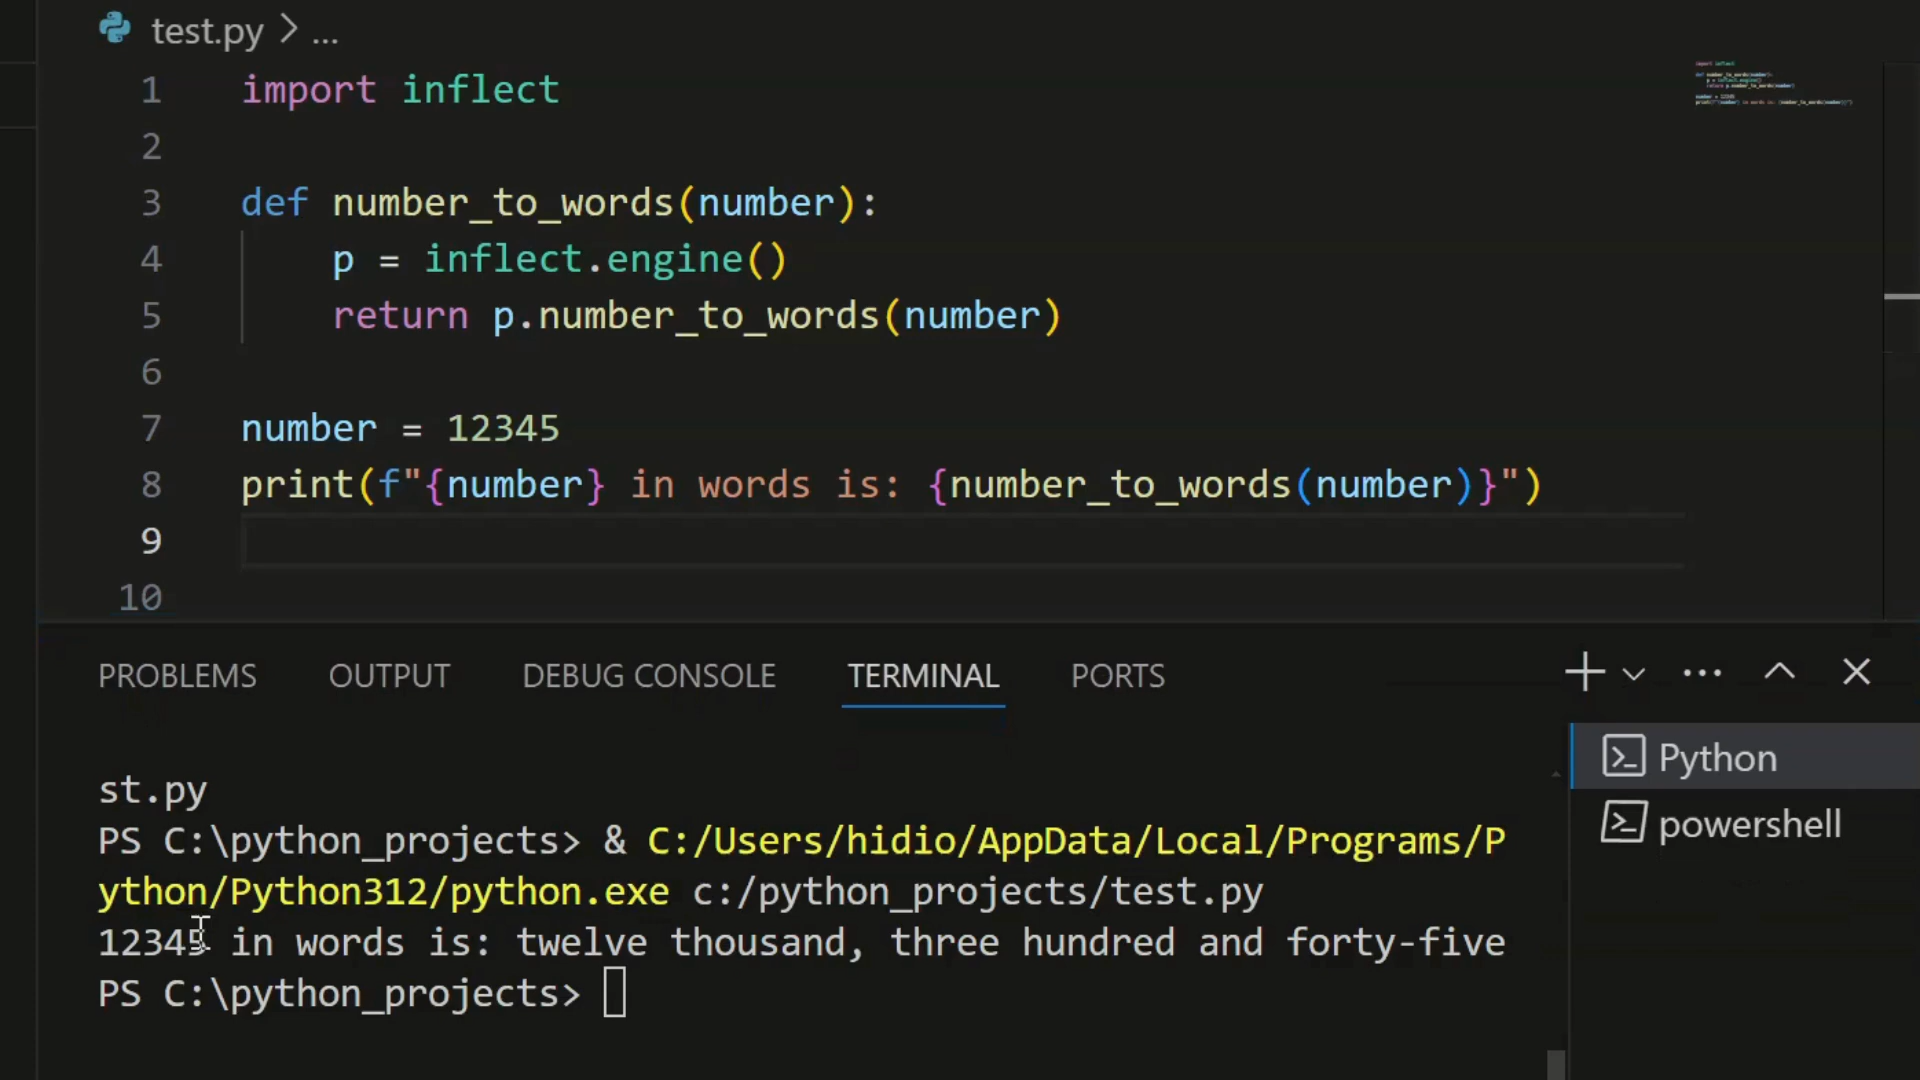 test.py > ...
1 import inflect
2
3 def number_to_words(number):
4     p = inflect.engine()
5     return p.number_to_words(number)
6
7 number = 12345
8 print(f"{number} in words is: {number_to_words(number)}")
9
10
PROBLEMS OUTPUT DEBUG CONSOLE TERMINAL PORTS
st.py
PS C:\python_projects> & C:/Users/hidio/AppData/Local/Programs/P
ython/Python312/python.exe c:/python_projects/test.py
12345 in words is: twelve thousand, three hundred and forty-five
PS C:\python_projects>
Python
powershell